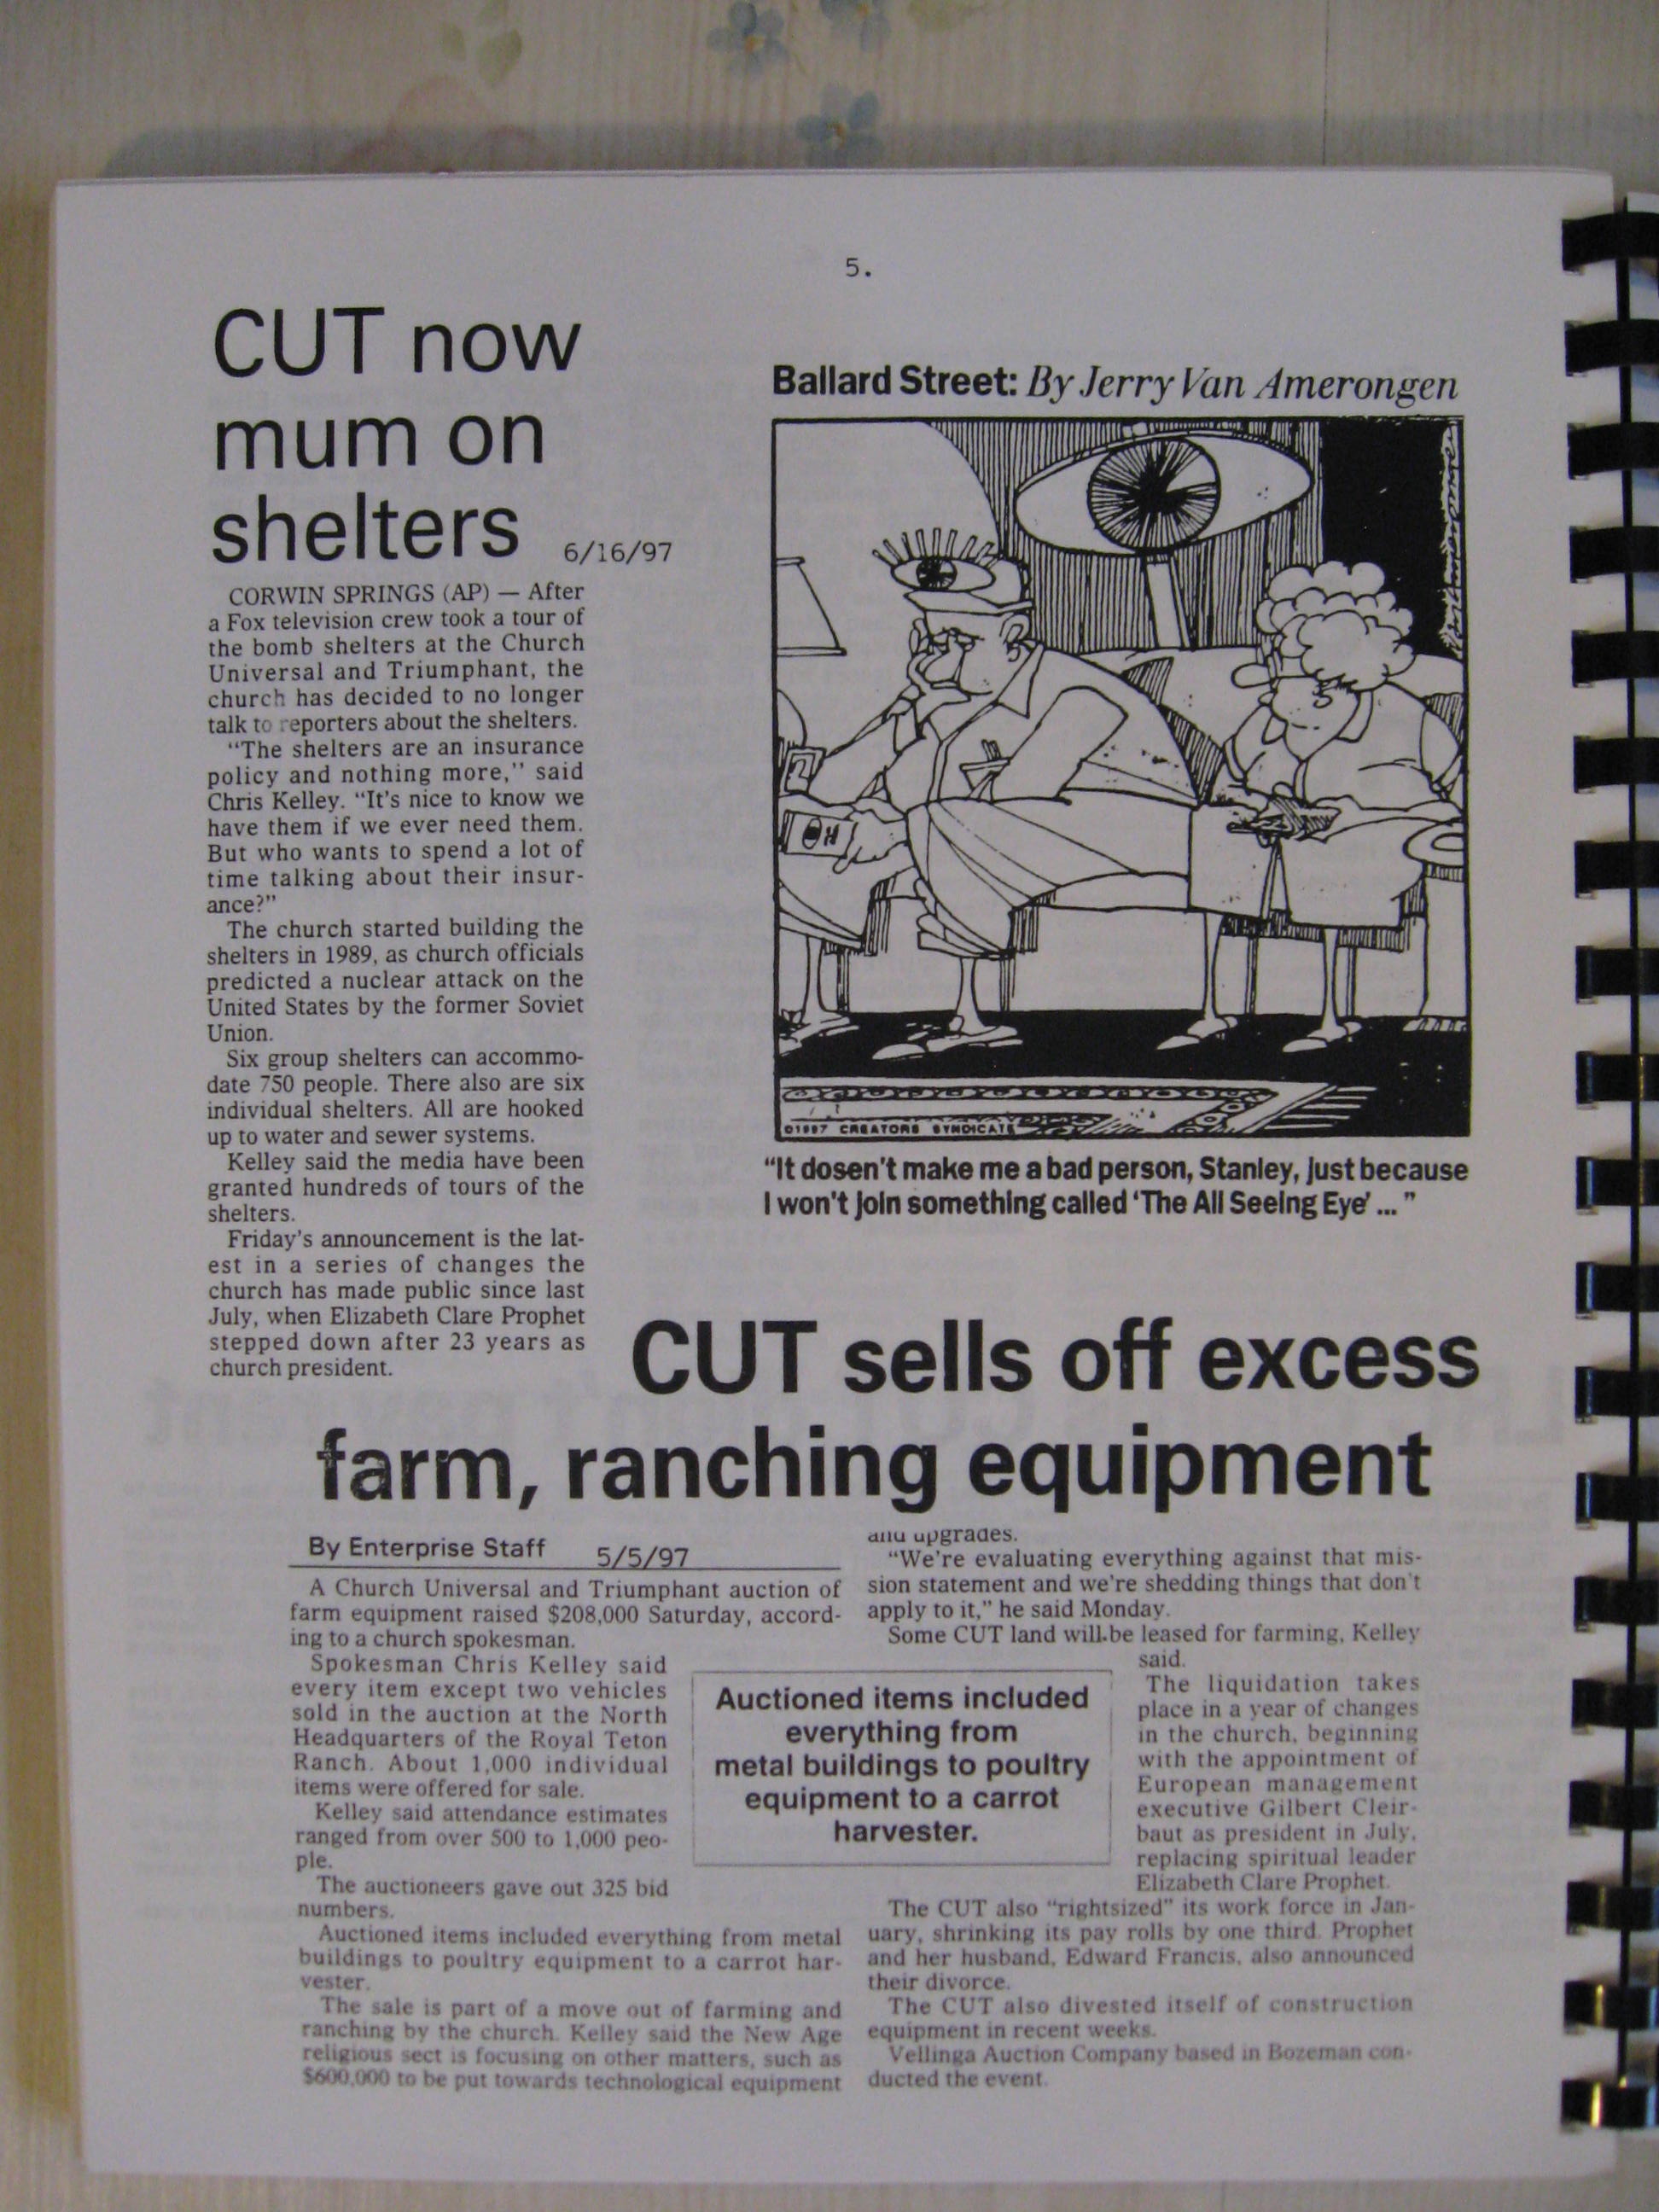 5.
CUT now
mum on
shelters 6/16/97
CORWIN SPRINGS (AP) — After
a Fox television crew took a tour of
the bomb shelters at the Church
Universal and Triumphant, the
church has decided to no longer
talk to reporters about the shelters.
"The shelters are an insurance
policy and nothing more," said
Chris Kelley. "It's nice to know we
have them if we ever need them.
But who wants to spend a lot of
time talking about their insur-
ance?"
The church started building the
shelters in 1989, as church officials
predicted a nuclear attack on the
United States by the former Soviet
Union.
Six group shelters can accommo-
date 750 people. There also are six
individual shelters. All are hooked
up to water and sewer systems.
Kelley said the media have been
granted hundreds of tours of the
shelters.
Friday's announcement is the lat-
est in a series of changes the
church has made public since last
July, when Elizabeth Clare Prophet
stepped down after 23 years as
church president.
Ballard Street: By Jerry Van Amerongen
OH
©1997 CREATORS SYNDICATE
"It dosen't make me a bad person, Stanley, just because
I won't join something called 'The All Seeing Eye' ... "
CUT sells off excess
farm, ranching equipment
By Enterprise Staff 5/5/97
A Church Universal and Triumphant auction of
farm equipment raised $208,000 Saturday, accord-
ing to a church spokesman.
Spokesman Chris Kelley said
every item except two vehicles
sold in the auction at the North
Headquarters of the Royal Teton
Ranch. About 1,000 individual
items were offered for sale.
Kelley said attendance estimates
ranged from over 500 to 1,000 peo-
ple.
The auctioneers gave out 325 bid
numbers.
Auctioned items included everything from metal
buildings to poultry equipment to a carrot har-
vester.
The sale is part of a move out of farming and
ranching by the church. Kelley said the New Age
religious sect is focusing on other matters, such as
$600,000 to be put towards technological equipment
and upgrades.
"We're evaluating everything against that mis-
sion statement and we're shedding things that don't
apply to it," he said Monday.
Some CUT land will be leased for farming, Kelley
said.
Auctioned items included
everything from
metal buildings to poultry
equipment to a carrot
harvester.
The liquidation takes
place in a year of changes
in the church, beginning
with the appointment of
European management
executive Gilbert Cleir-
baut as president in July,
replacing spiritual leader
Elizabeth Clare Prophet.
The CUT also "rightsized" its work force in Jan-
uary, shrinking its pay rolls by one third. Prophet
and her husband, Edward Francis, also announced
their divorce.
The CUT also divested itself of construction
equipment in recent weeks.
Vellinga Auction Company based in Bozeman con-
ducted the event.